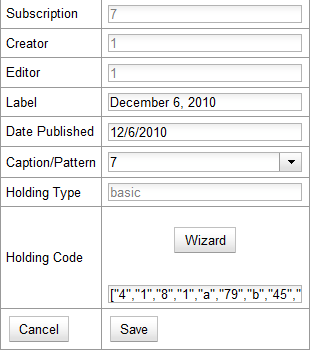 Subscription 7
Creator 1
Editor 1
Label December 6, 2010
Date Published 12/6/2010
Caption/Pattern 7
Holding Type basic
Wizard
Holding Code
["4","1","8","1","a","79","b","45","
Cancel Save